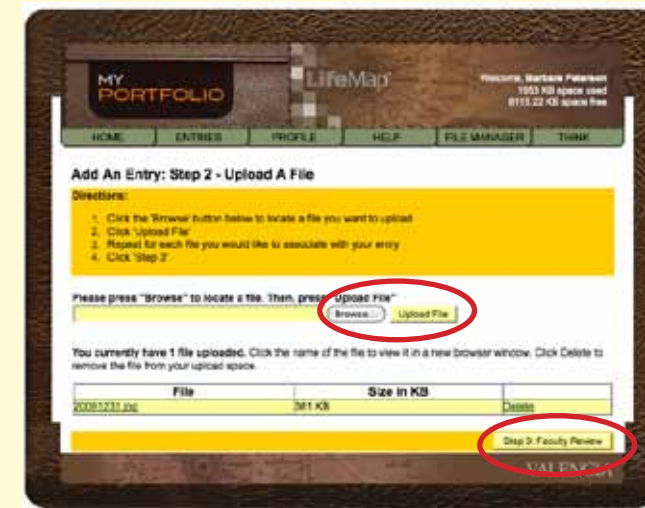 MY
PORTFOLIO
LifeMap
Welcome, Barbara Petersen
1053 KB space used
9113.22 KB space free
HOME
ENTRIES
PROFILE
HELP
FILE MANAGER
THINK
Add An Entry: Step 2 - Upload A File
Directions:
1. Click the 'Browser button below to locate a file you want to upload
2. Click 'Upload File'
3. Repeat for each file you would like to associate with your entry
4. Click 'Step 3'
Please press "Browse" to locate a file. Then, press "Upload File"
Browse...
Upload File
You currently have 1 file uploaded. Click the name of the file to view it in a new browser window. Click Delete to
remove the file from your upload space.
File
Size in KB
20091231.jpg
381 KB
Delete
Step 3: Faculty Review
VALENCIA